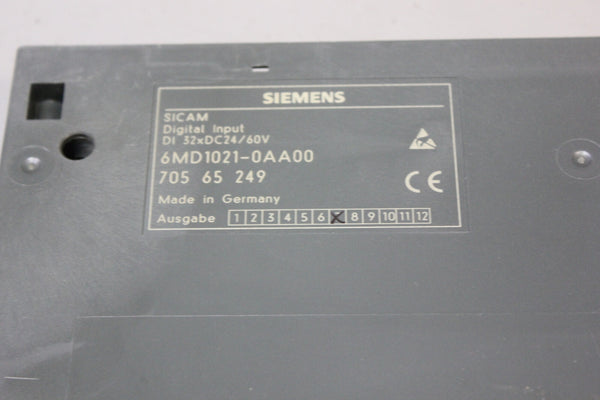 SIEMENS
SICAM
Digital Input
DI 32xDC24/60V
6MD1021-0AA00
705 65 249
CE
Made in Germany
Ausgabe 1 2 3 4 5 6 8 9 10 11 12